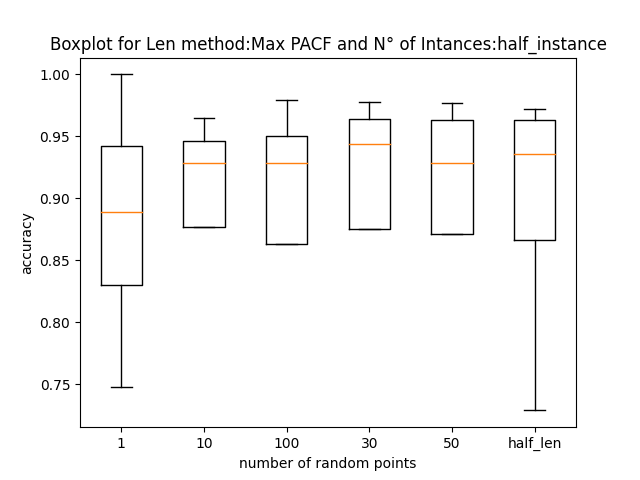 Boxplot for Len method:Max PACF and N° of Intances:half_instance
1.00
0.95
0.90
0.85
0.80
0.75
accuracy
1 10 100 30 50 half_len
number of random points